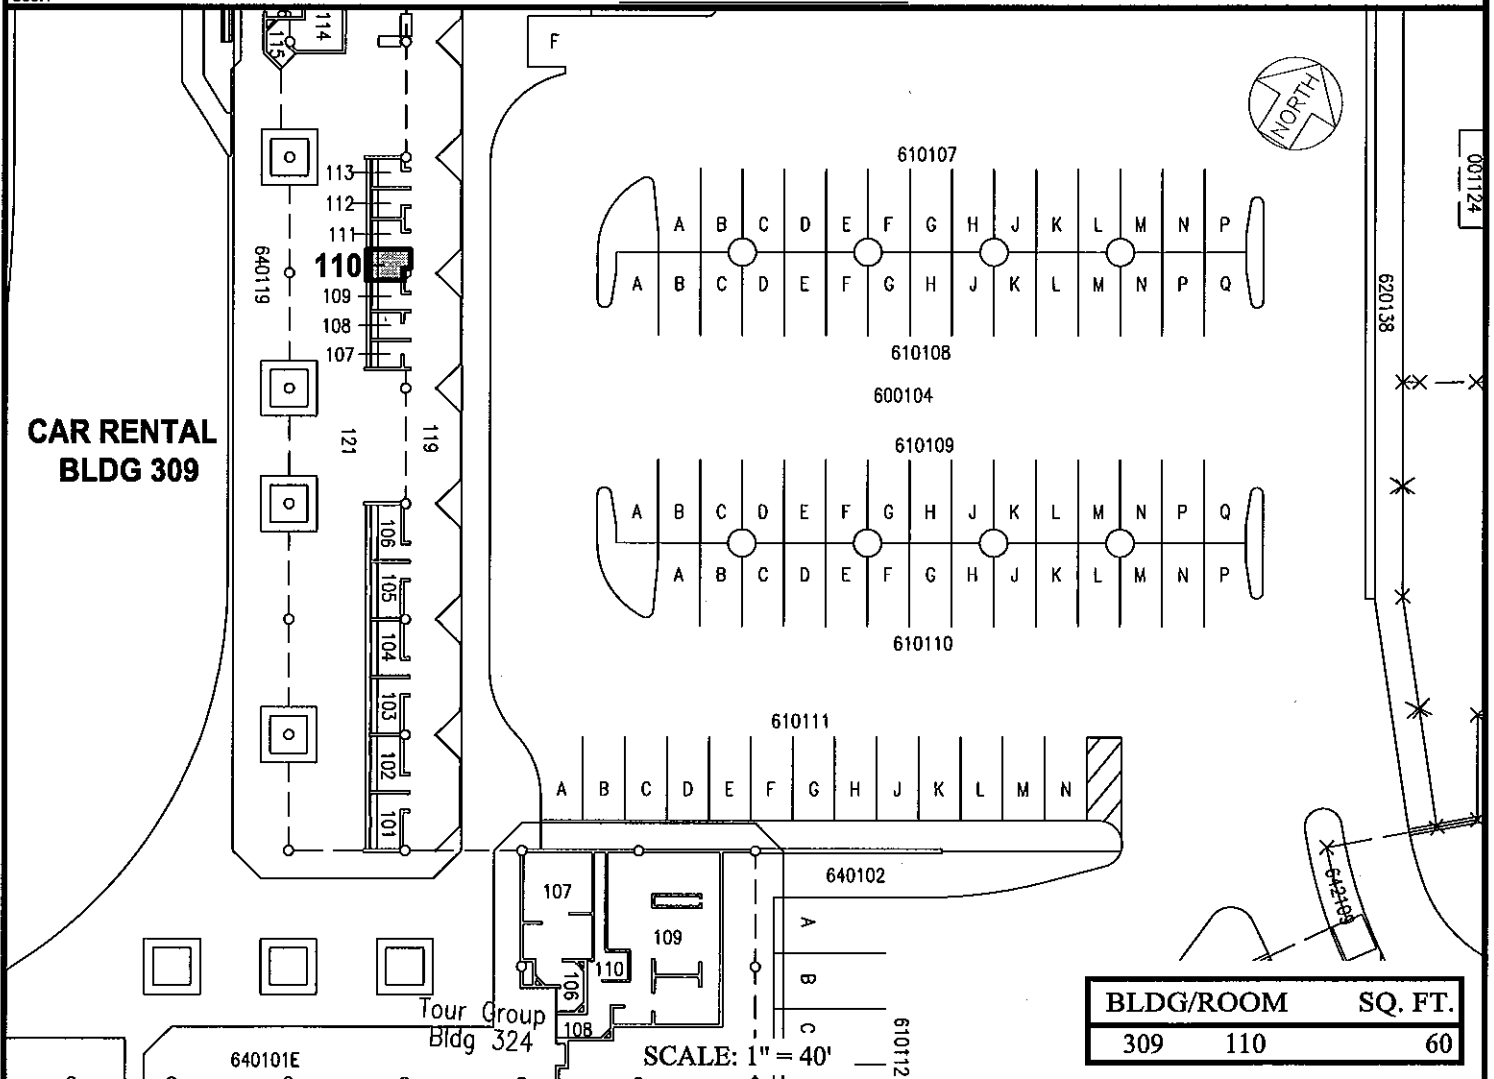 114
115
F
NORTH
001124
113
112
111
110
109
108
107
640119
610107
A B C D E F G H J K L M N P
A B C D E F G H J K L M N P Q
610108
600104
620138
CAR RENTAL
BLDG 309
121
119
610109
A B C D E F G H J K L M N P Q
A B C D E F G H J K L M N P
610110
106
105
104
103
102
101
610111
A B C D E F G H J K L M N
640102
642109
107
109
110
106
108
A
B
C
610112
Tour Group
Bldg 324
640101E
SCALE: 1" = 40'
BLDG/ROOM SQ. FT.
309 110 60